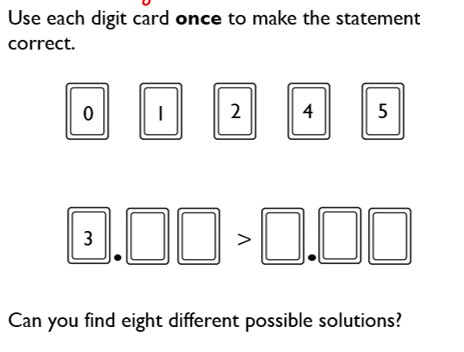 Use each digit card once to make the statement
correct.
0 1 2 4 5
3 . > .
Can you find eight different possible solutions?